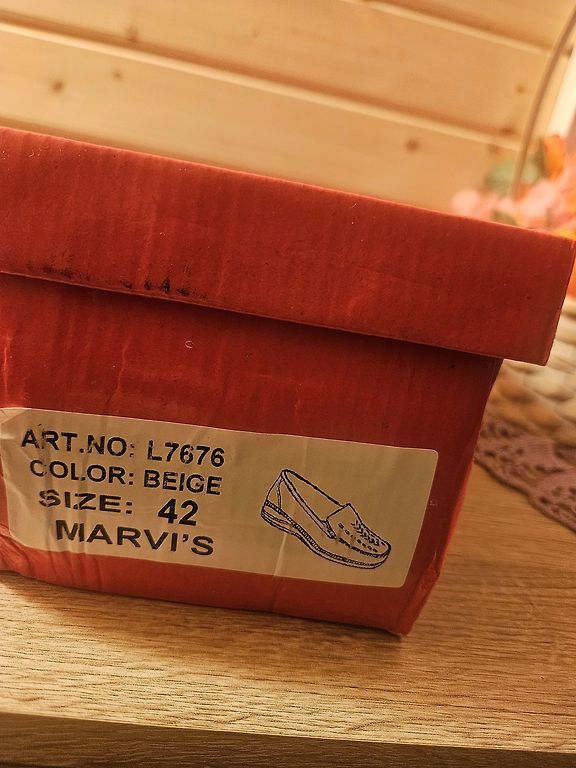 ART.NO: L7676
COLOR: BEIGE
SIZE: 42
MARVI'S